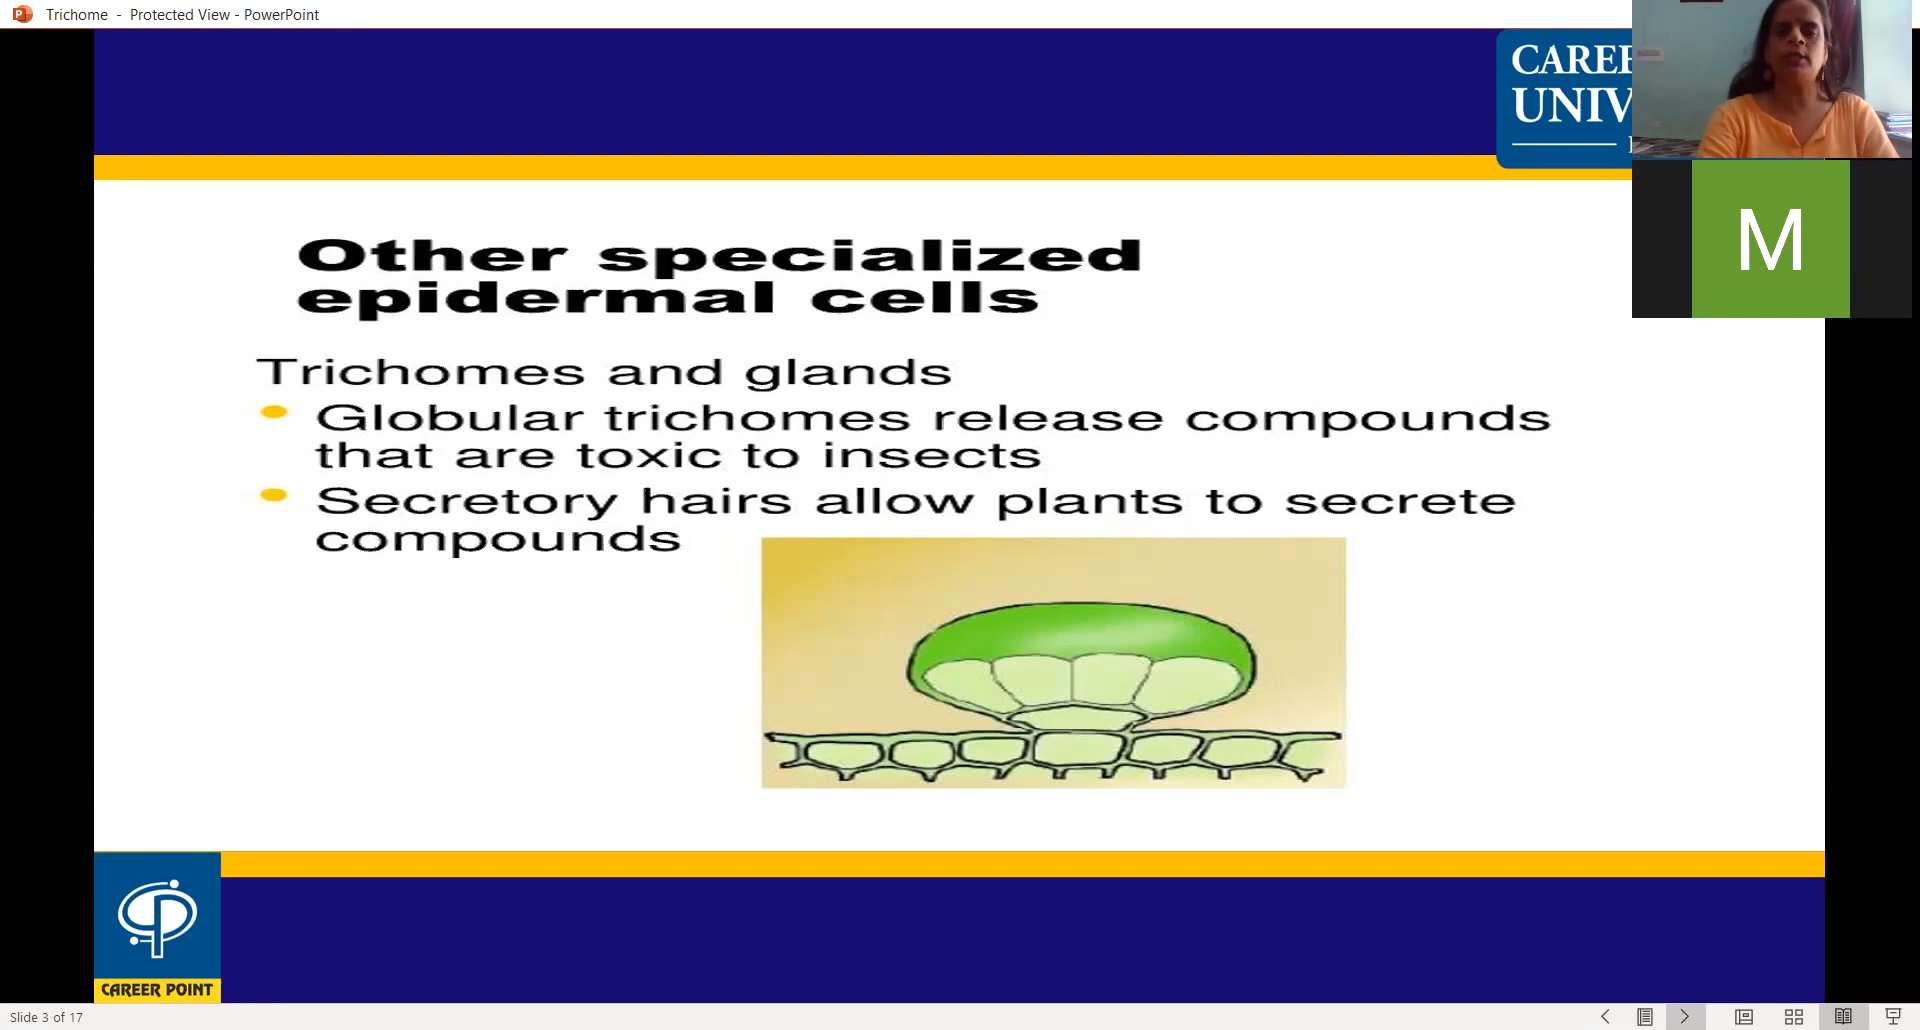 Trichome - Protected View - PowerPoint
CAREE
UNIV
M
Other specialized
epidermal cells
Trichomes and glands
• Globular trichomes release compounds
that are toxic to insects
• Secretory hairs allow plants to secrete
compounds
CAREER POINT
Slide 3 of 17